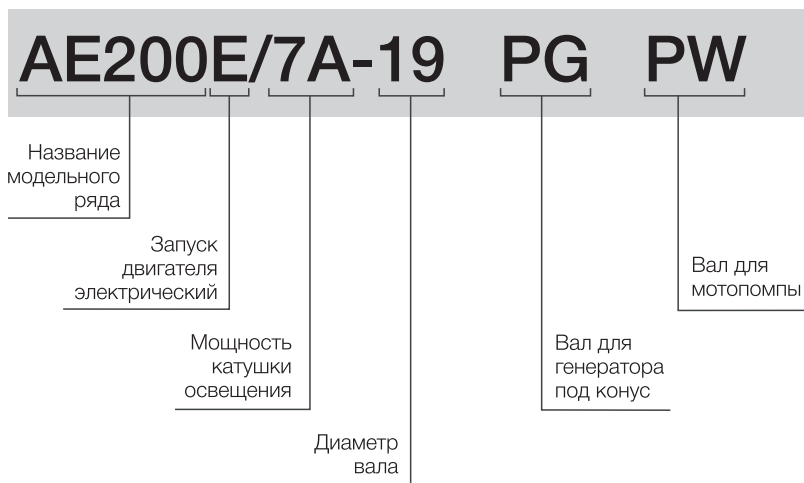 AE200E/7A-19 PG PW
Название
модельного
ряда
Запуск
двигателя
электрический
Мощность
катушки
освещения
Диаметр
вала
Вал для
генератора
под конус
Вал для
мотопомпы